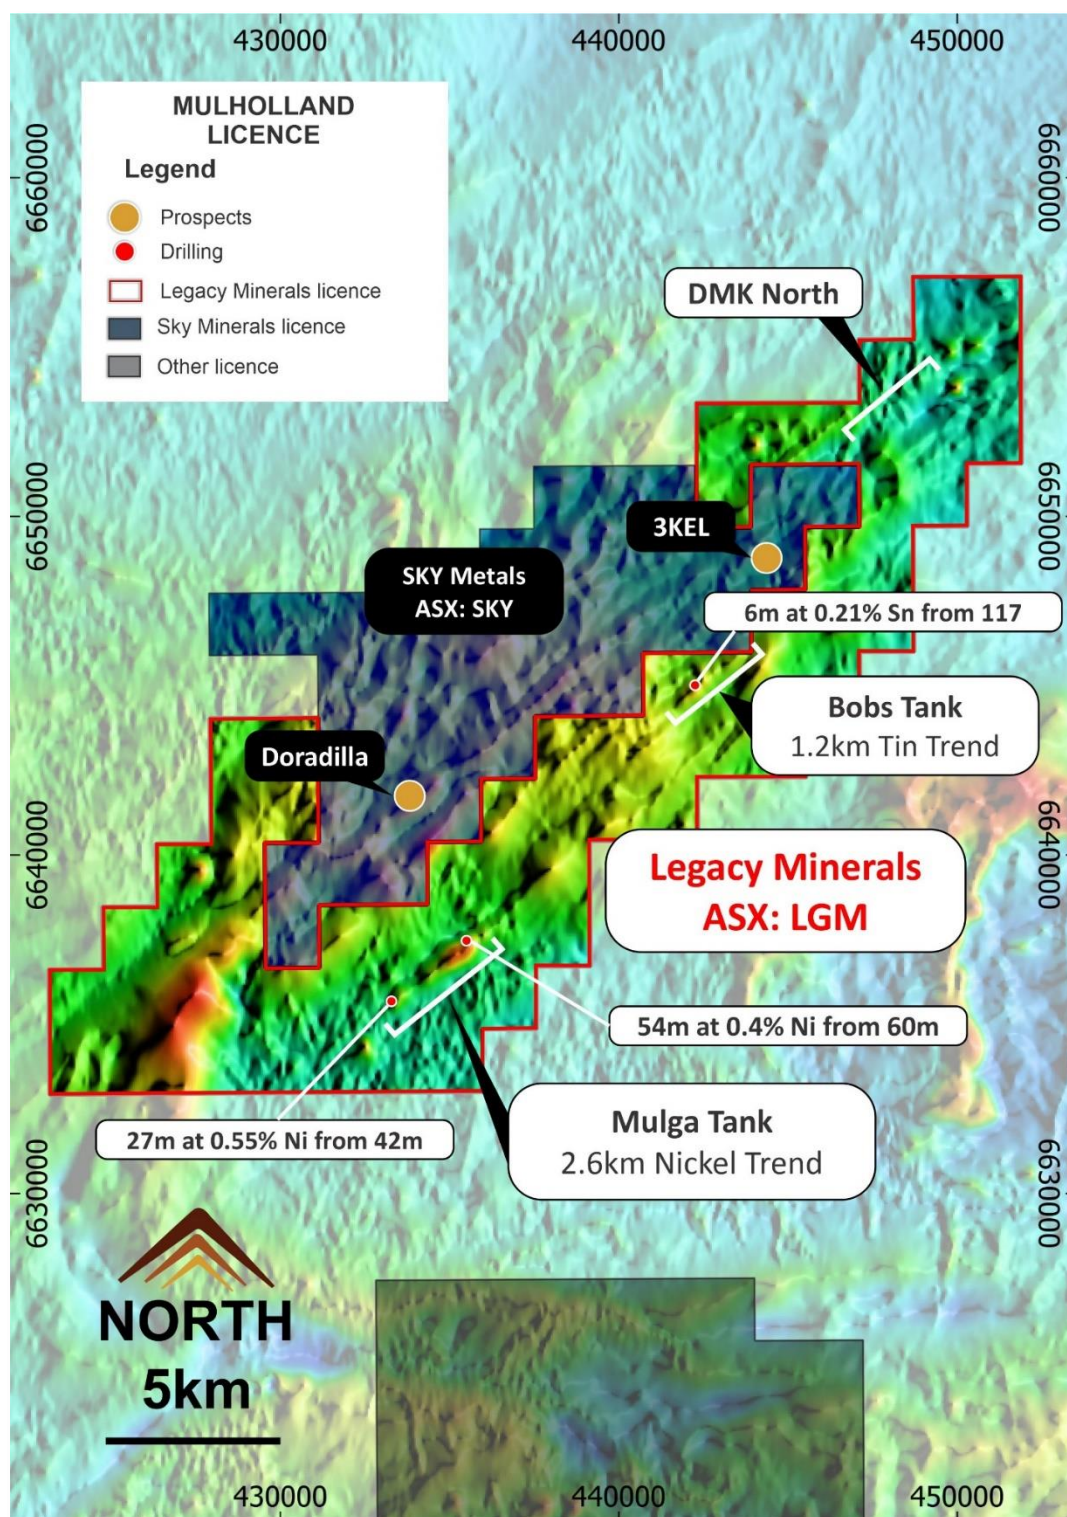 430000
440000
450000
MULHOLLAND
LICENCE
Legend
Prospects
Drilling
Legacy Minerals licence
Sky Minerals licence
Other licence
6660000
6660000
DMK North
6650000
6650000
3KEL
SKY Metals
ASX: SKY
6m at 0.21% Sn from 117
Bobs Tank
1.2km Tin Trend
Doradilla
6640000
6640000
Legacy Minerals
ASX: LGM
54m at 0.4% Ni from 60m
27m at 0.55% Ni from 42m
Mulga Tank
2.6km Nickel Trend
6630000
6630000
NORTH
5km
430000
440000
450000